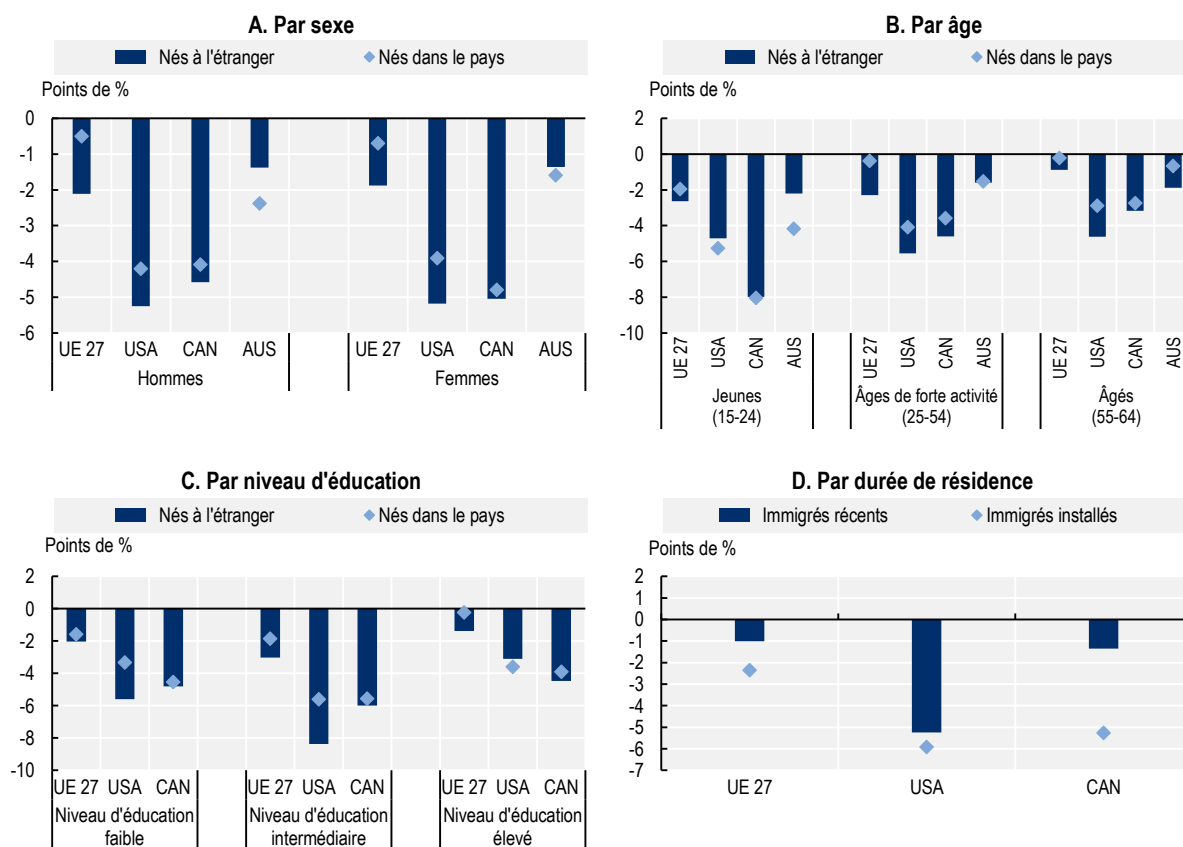 A. Par sexe
Nés à l'étranger Nés dans le pays
Points de %
0
-1
-2
-3
-4
-5
-6
UE 27 USA CAN AUS UE 27 USA CAN AUS
Hommes Femmes
B. Par âge
Nés à l'étranger Nés dans le pays
Points de %
2
0
-2
-4
-6
-8
-10
UE 27 USA CAN AUS UE 27 USA CAN AUS UE 27 USA CAN AUS
Jeunes Âges de forte activité Âgés
(15-24) (25-54) (55-64)
C. Par niveau d'éducation
Nés à l'étranger Nés dans le pays
Points de %
2
0
-2
-4
-6
-8
-10
UE 27 USA CAN UE 27 USA CAN UE 27 USA CAN
Niveau d'éducation Niveau d'éducation Niveau d'éducation
faible intermédiaire élevé
D. Par durée de résidence
Immigrés récents Immigrés installés
Points de %
2
1
0
-1
-2
-3
-4
-5
-6
-7
UE 27 USA CAN